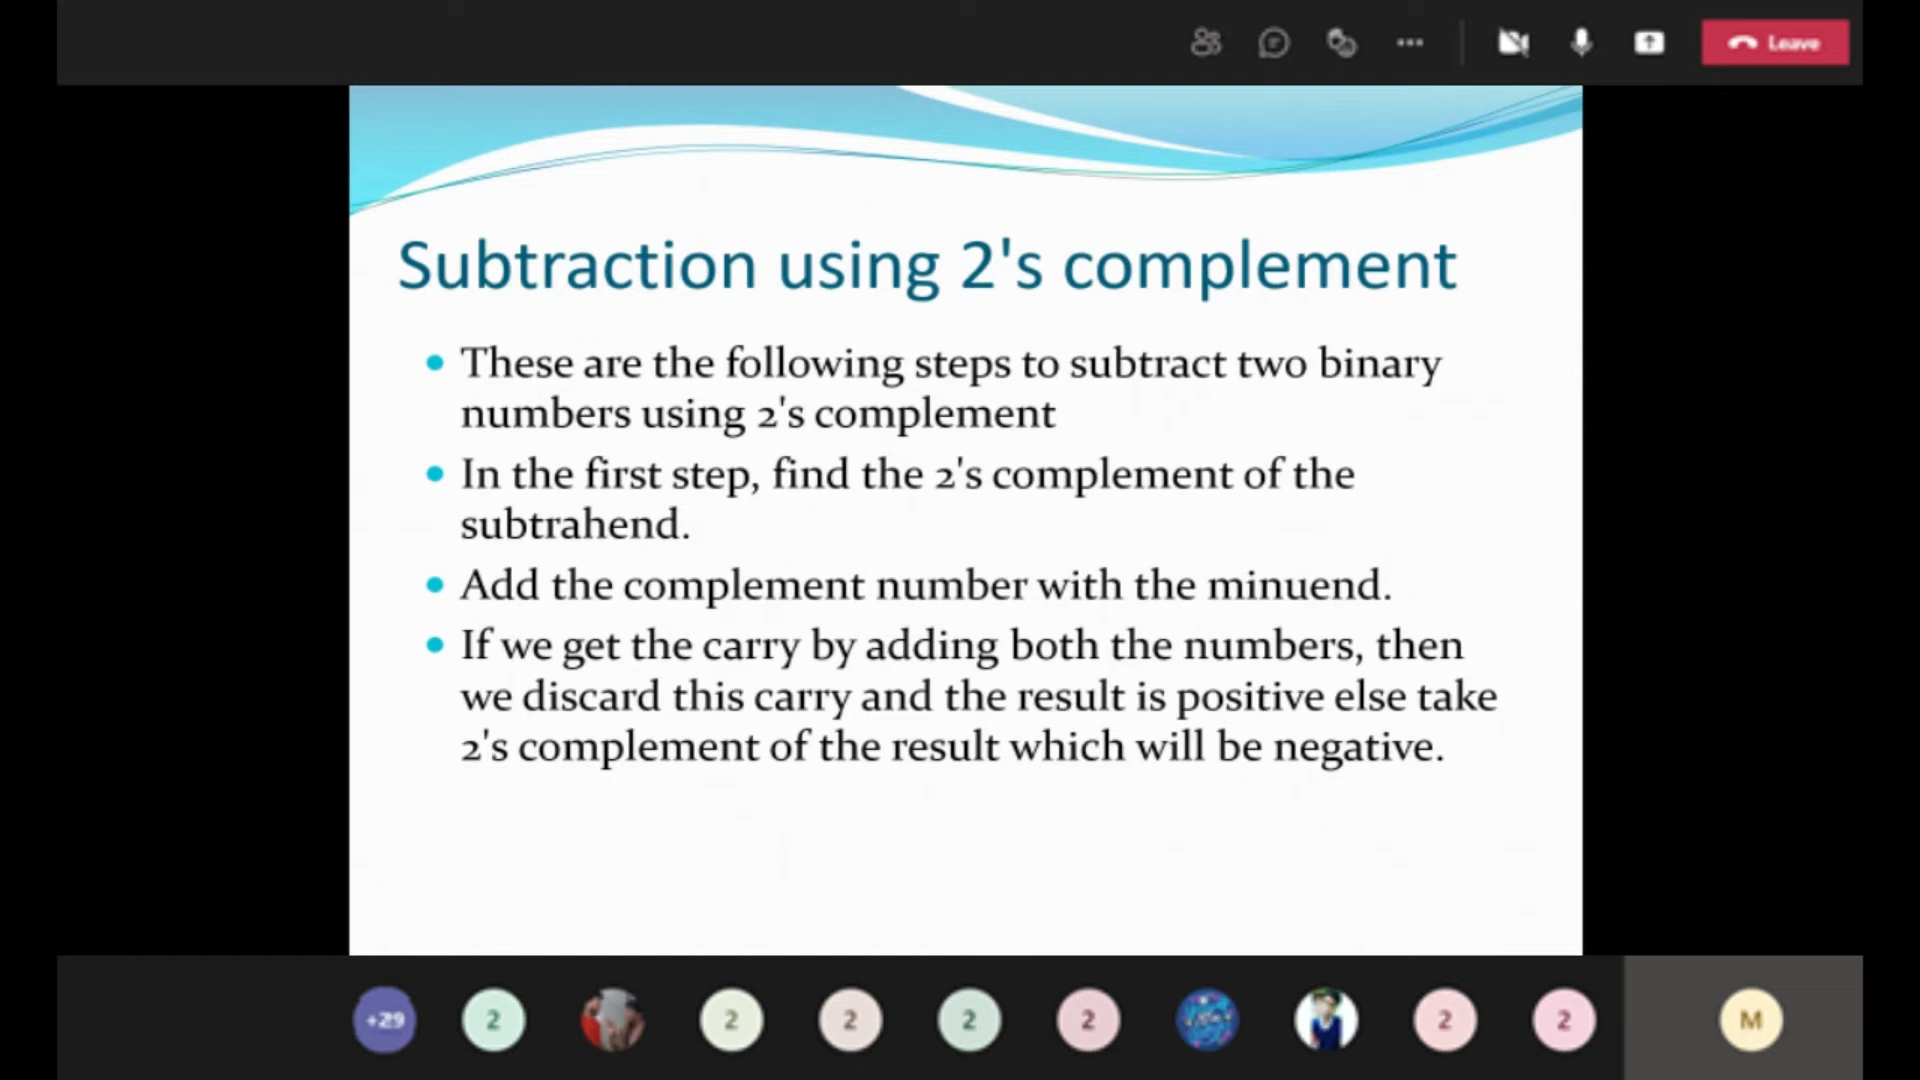 Leave
Subtraction using 2's complement
• These are the following steps to subtract two binary
numbers using 2's complement
• In the first step, find the 2's complement of the
subtrahend.
• Add the complement number with the minuend.
• If we get the carry by adding both the numbers, then
we discard this carry and the result is positive else take
2's complement of the result which will be negative.
+29 2 2 2 2 2 2 2 M